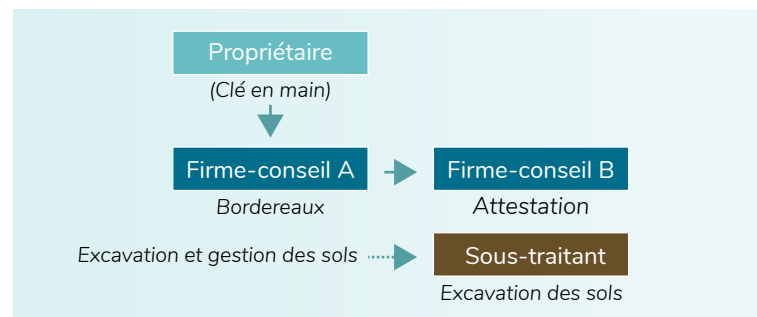 Propriétaire
(Clé en main)
Firme-conseil A
Firme-conseil B
Bordereaux
Attestation
Excavation et gestion des sols
Sous-traitant
Excavation des sols